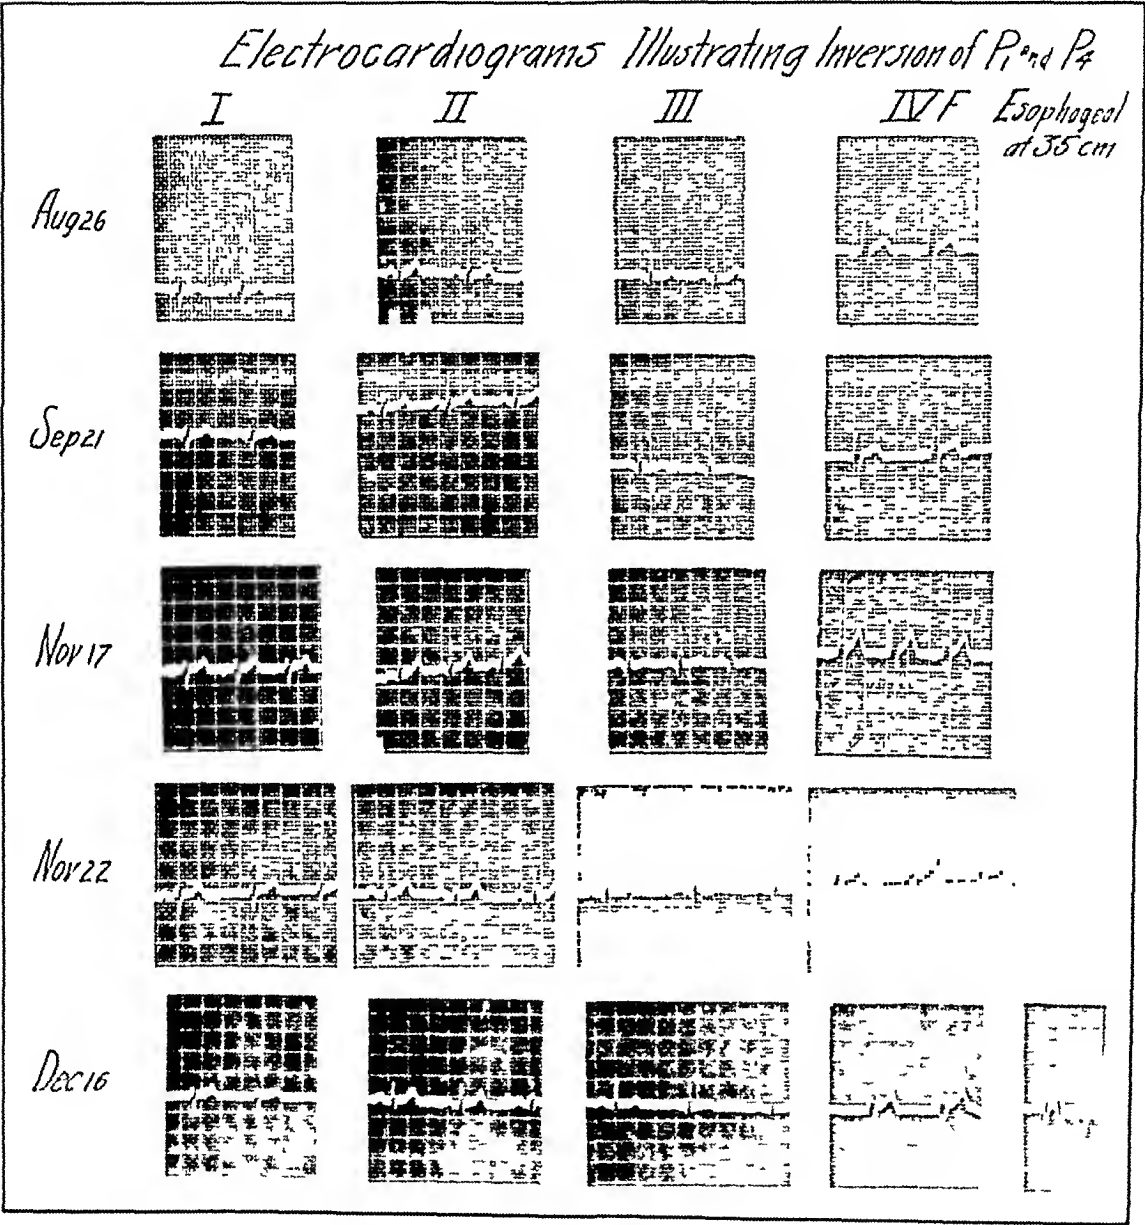 Electrocardiograms Illustrating Inversion of P1 and P4
I II III IV F Esophageal
at 35 cm
Aug 26
Sep 21
Nov 17
Nov 22
Dec 16